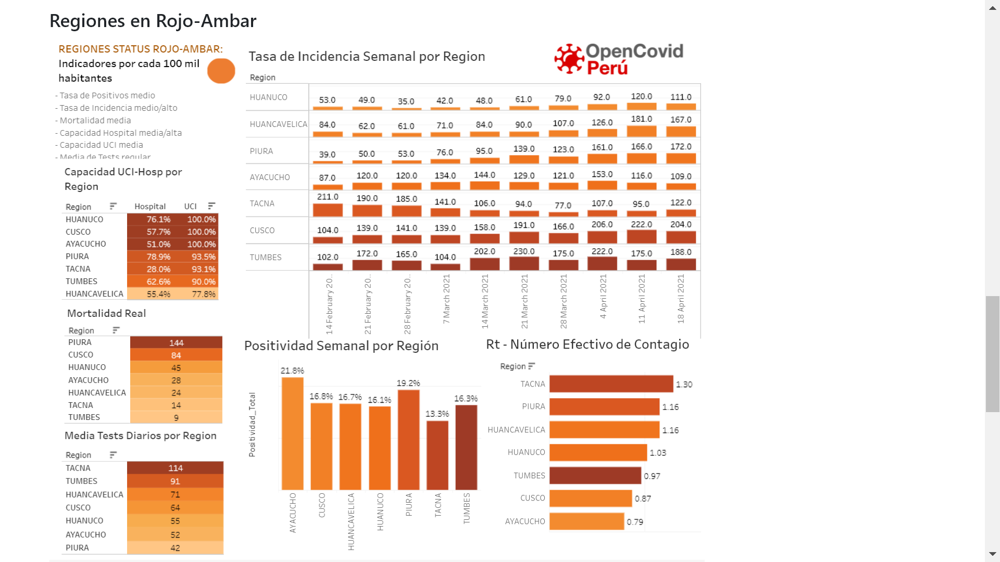 Regiones en Rojo-Ambar
REGIONES STATUS ROJO-AMBAR:
Indicadores por cada 100 mil
habitantes
- Tasa de Positivos medio
- Tasa de Incidencia medio/alto
- Mortalidad media
- Capacidad Hospital media/alta
- Capacidad UCI media
- Media de Tests regular
Capacidad UCI-Hosp por
Region
Region Hospital UCI
HUANUCO 76.1% 100.0%
CUSCO 57.7% 100.0%
AYACUCHO 51.0% 100.0%
PIURA 78.9% 93.5%
TACNA 28.0% 93.1%
TUMBES 62.6% 90.0%
HUANCAVELICA 55.4% 77.8%
Mortalidad Real
Region
PIURA 144
CUSCO 84
HUANUCO 45
AYACUCHO 28
HUANCAVELICA 24
TACNA 14
TUMBES 9
Media Tests Diarios por Region
Region
TACNA 114
TUMBES 91
HUANCAVELICA 71
CUSCO 64
HUANUCO 55
AYACUCHO 52
PIURA 42
Tasa de Incidencia Semanal por Region
OpenCovid
Perú
Region
HUANUCO 53.0 49.0 35.0 42.0 48.0 61.0 79.0 92.0 120.0 111.0
HUANCAVELICA 84.0 62.0 61.0 71.0 84.0 90.0 107.0 126.0 181.0 167.0
PIURA 39.0 50.0 53.0 76.0 95.0 139.0 123.0 161.0 166.0 172.0
AYACUCHO 87.0 120.0 120.0 134.0 144.0 129.0 121.0 153.0 116.0 109.0
TACNA 211.0 190.0 185.0 141.0 106.0 94.0 77.0 107.0 95.0 122.0
CUSCO 104.0 139.0 141.0 139.0 158.0 191.0 166.0 206.0 222.0 204.0
TUMBES 102.0 172.0 165.0 104.0 202.0 230.0 175.0 222.0 175.0 188.0
14 February 20..
21 February 20..
28 February 20..
7 March 2021
14 March 2021
21 March 2021
28 March 2021
4 April 2021
11 April 2021
18 April 2021
Positividad Semanal por Región
Positividad_Total
21.8% 16.8% 16.7% 16.1% 19.2% 13.3% 16.3%
AYACUCHO
CUSCO
HUANCAVELICA
HUANUCO
PIURA
TACNA
TUMBES
Rt - Número Efectivo de Contagio
Region
TACNA 1.30
PIURA 1.16
HUANCAVELICA 1.16
HUANUCO 1.03
TUMBES 0.97
CUSCO 0.87
AYACUCHO 0.79